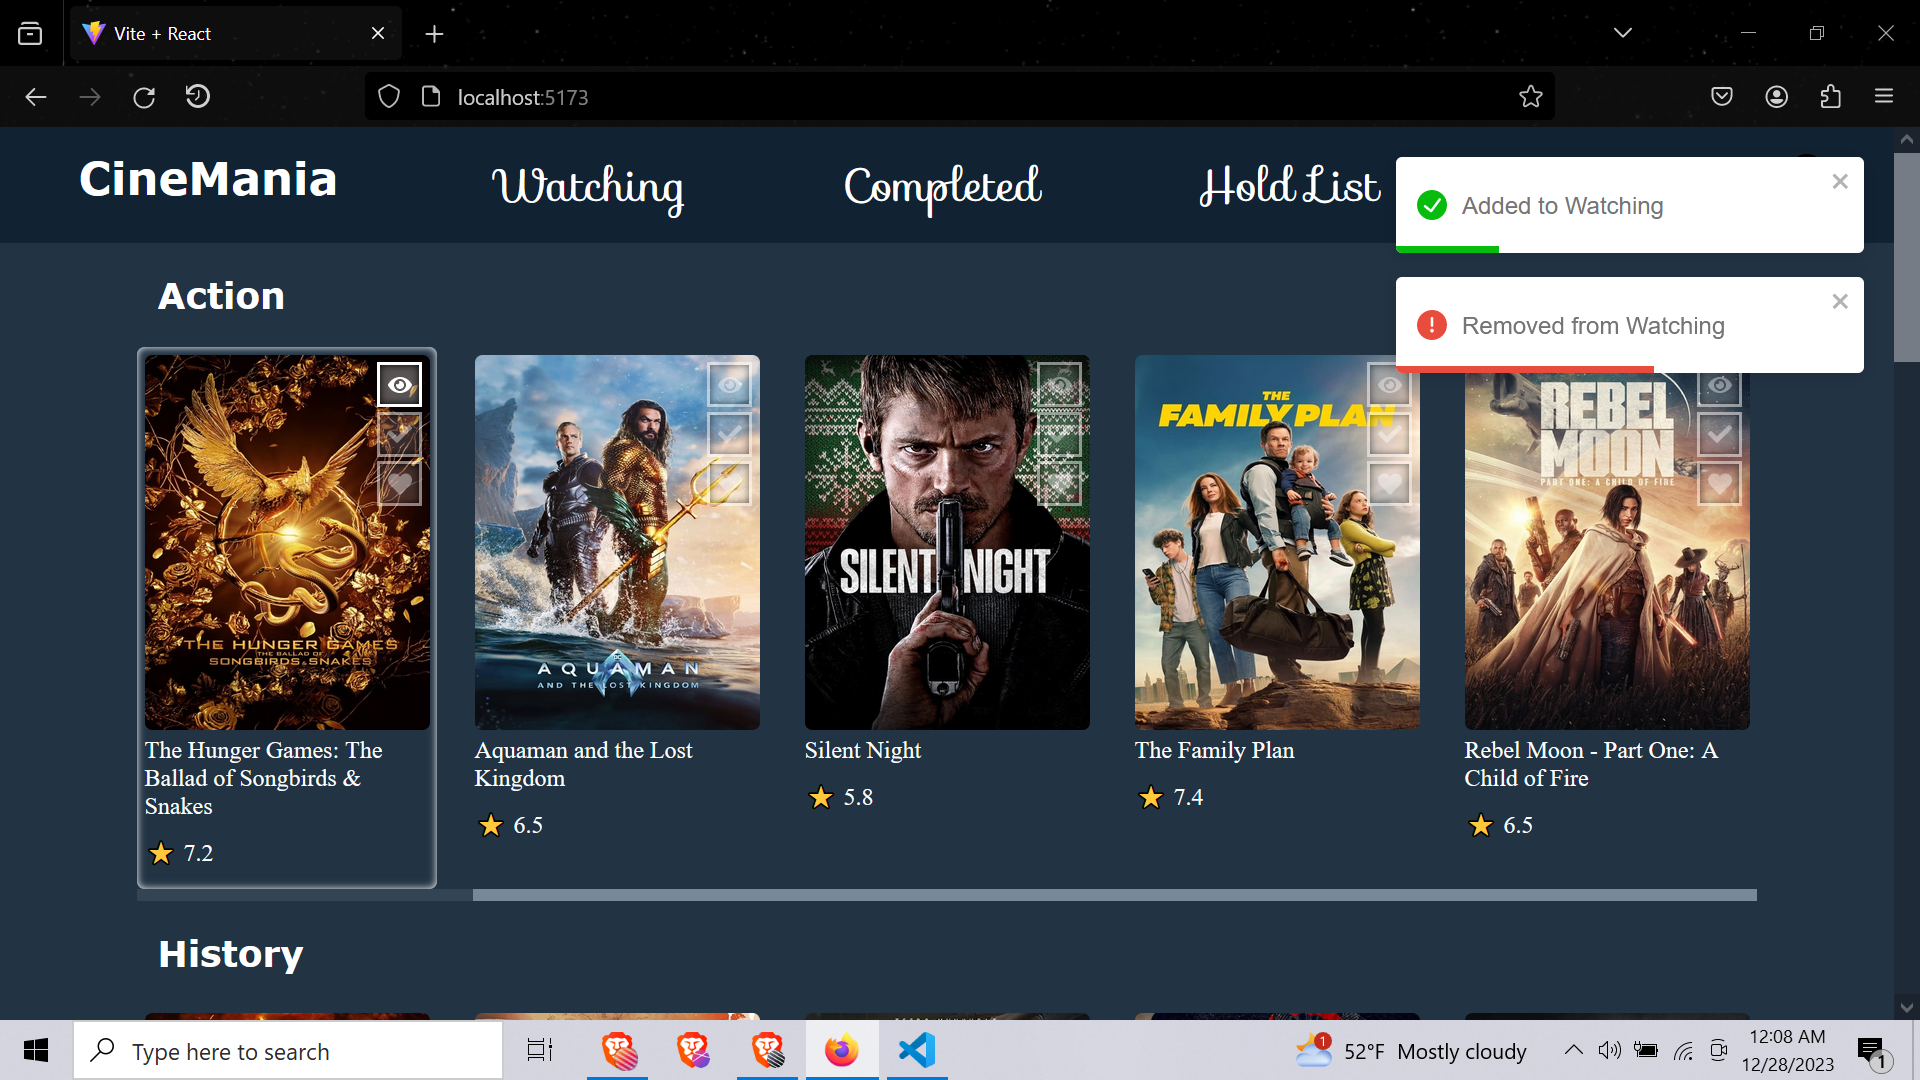 Vite + React
localhost:5173
CineMania
Watching
Completed
Hold List
Added to Watching
Removed from Watching
Action
THE HUNGER GAMES
THE BALLAD OF
SONGBIRDS & SNAKES
AQUAMAN
AND THE LOST KINGDOM
SILENT NIGHT
THE
FAMILY PLAN
REBEL
MOON
PART ONE: A CHILD OF FIRE
The Hunger Games: The
Ballad of Songbirds &
Snakes
7.2
Aquaman and the Lost
Kingdom
6.5
Silent Night
5.8
The Family Plan
7.4
Rebel Moon - Part One: A
Child of Fire
6.5
History
Type here to search
1
52°F Mostly cloudy
12:08 AM
12/28/2023
1